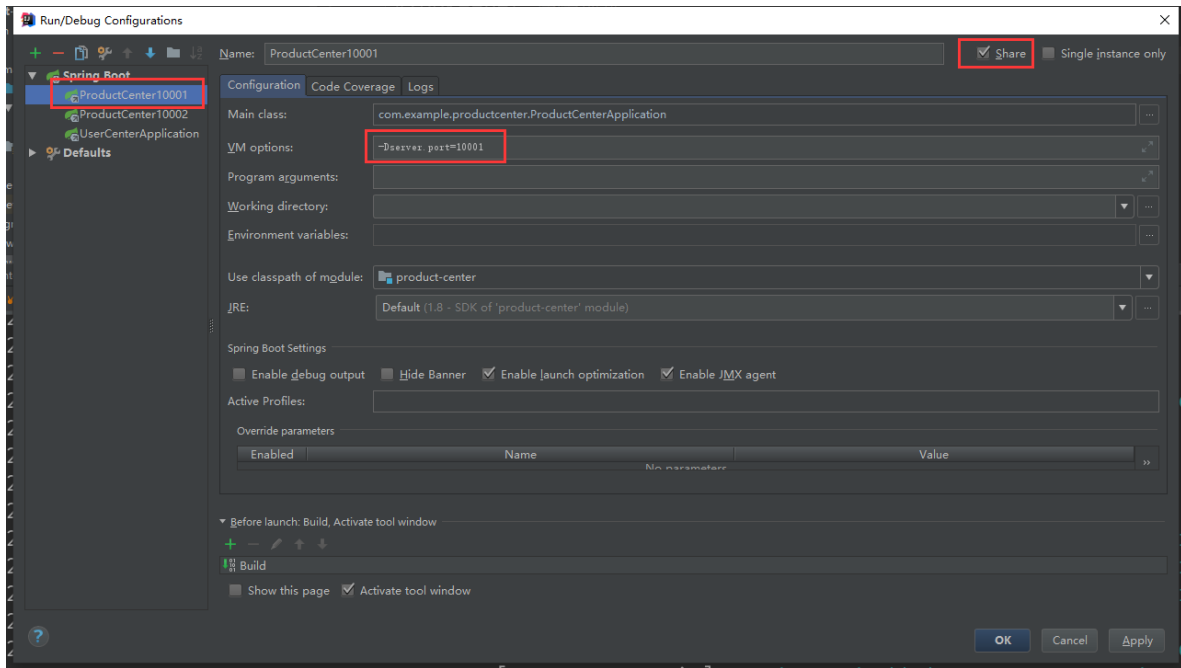 Run/Debug Configurations
Name: ProductCenter10001
Share
Single instance only
Spring Boot
ProductCenter10001
ProductCenter10002
UserCenterApplication
Defaults
Configuration Code Coverage Logs
Main class: com.example.productcenter.ProductCenterApplication
VM options: -Dserver.port=10001
Program arguments:
Working directory:
Environment variables:
Use classpath of module: product-center
JRE: Default (1.8 - SDK of 'product-center' module)
Spring Boot Settings
Enable debug output Hide Banner Enable launch optimization Enable JMX agent
Active Profiles:
Override parameters
Enabled Name Value
No parameters
Before launch: Build, Activate tool window
Build
Show this page Activate tool window
OK Cancel Apply